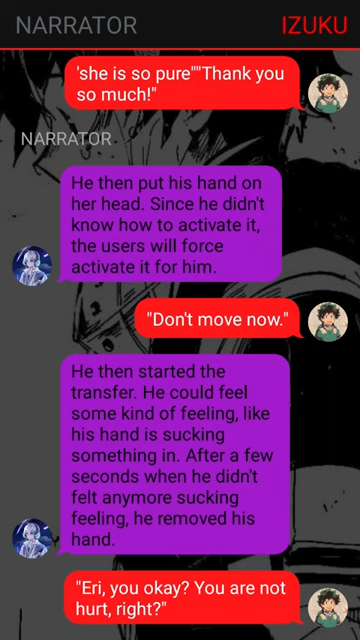 NARRATOR IZUKU
'she is so pure""Thank you
so much!"
NARRATOR
He then put his hand on
her head. Since he didn't
know how to activate it,
the users will force
activate it for him.
"Don't move now."
He then started the
transfer. He could feel
some kind of feeling, like
his hand is sucking
something in. After a few
seconds when he didn't
felt anymore sucking
feeling, he removed his
hand.
"Eri, you okay? You are not
hurt, right?"